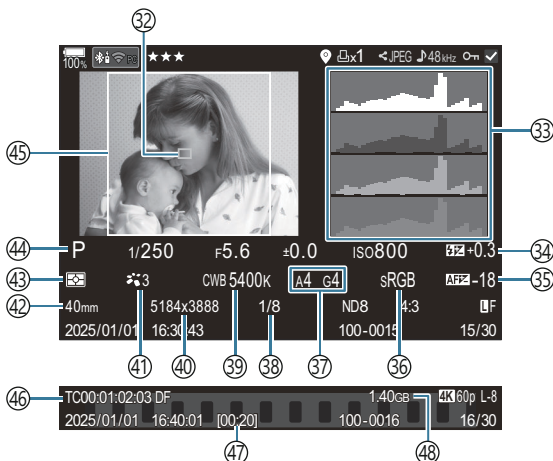 32
100% PC ★★★ x1 JPEG 48kHz
33
45
44 P 1/250 F5.6 ±0.0 ISO800 +0.3 34
43 3 CWB 5400K A4 G4 sRGB AFZ -18 35
42 40mm 5184x3888 1/8 ND8 4:3 LF
2025/01/01 16:30:43 100-0015 15/30
41 40 39 38 37 36
46 TC00:01:02:03 DF 1.40GB 4K 60p L-8
2025/01/01 16:40:01 [00:20] 100-0016 16/30
47 48